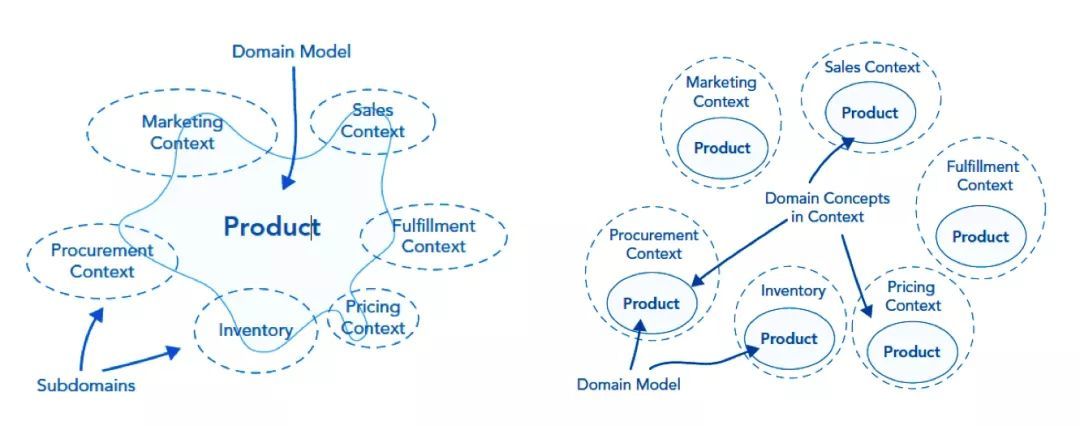 Domain Model
Marketing
Context
Sales
Context
Product
Fulfillment
Context
Procurement
Context
Inventory
Pricing
Context
Subdomains
Marketing
Context
Product
Sales Context
Product
Fulfillment
Context
Product
Domain Concepts
in Context
Procurement
Context
Product
Inventory
Product
Pricing
Context
Product
Domain Model